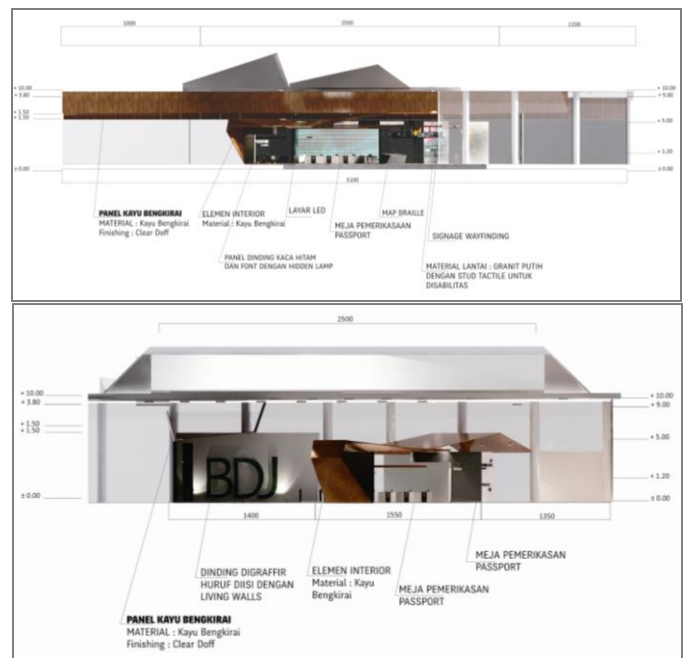 1000 2500 1200
+ 10.00
+ 3.80
+ 1.50
+ 1.50
± 0.00
+ 10.00
+ 9.00
+ 5.00
+ 1.20
± 0.00
5100
PANEL KAYU BENGKIRAI
MATERIAL : Kayu Bengkirai
Finishing : Clear Doff
ELEMEN INTERIOR
Material : Kayu Bengkirai
LAYAR LED
MEJA PEMERIKASAAN
PASSPORT
MAP BRAILLE
SIGNAGE WAYFINDING
PANEL DINDING KACA HITAM
DAN FONT DENGAN HIDDEN LAMP
MATERIAL LANTAI : GRANIT PUTIH
DENGAN STUD TACTILE UNTUK
DISABILITAS
2500
+ 10.00
+ 3.80
+ 1.50
+ 1.50
± 0.00
+ 10.00
+ 9.00
+ 5.00
+ 1.20
± 0.00
BDJ
1400 1550 1350
DINDING DIGRAFFIR
HURUF DIISI DENGAN
LIVING WALLS
ELEMEN INTERIOR
Material : Kayu
Bengkirai
MEJA PEMERIKASAN
PASSPORT
MEJA PEMERIKASAN
PASSPORT
PANEL KAYU BENGKIRAI
MATERIAL : Kayu Bengkirai
Finishing : Clear Doff